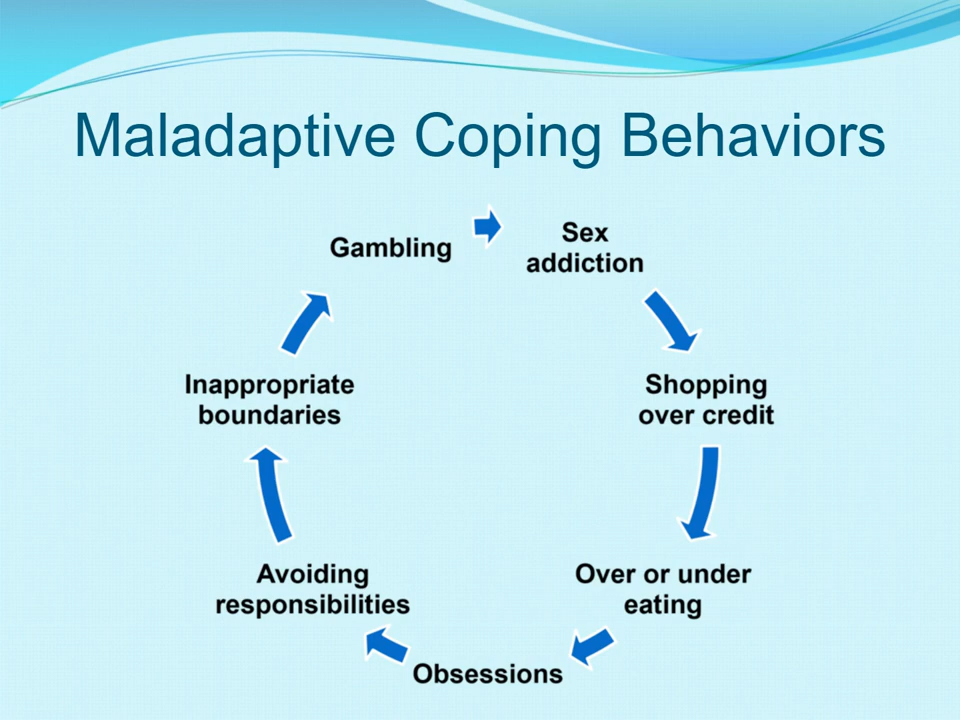 Maladaptive Coping Behaviors
Gambling
Sex
addiction
Shopping
over credit
Over or under
eating
Obsessions
Avoiding
responsibilities
Inappropriate
boundaries